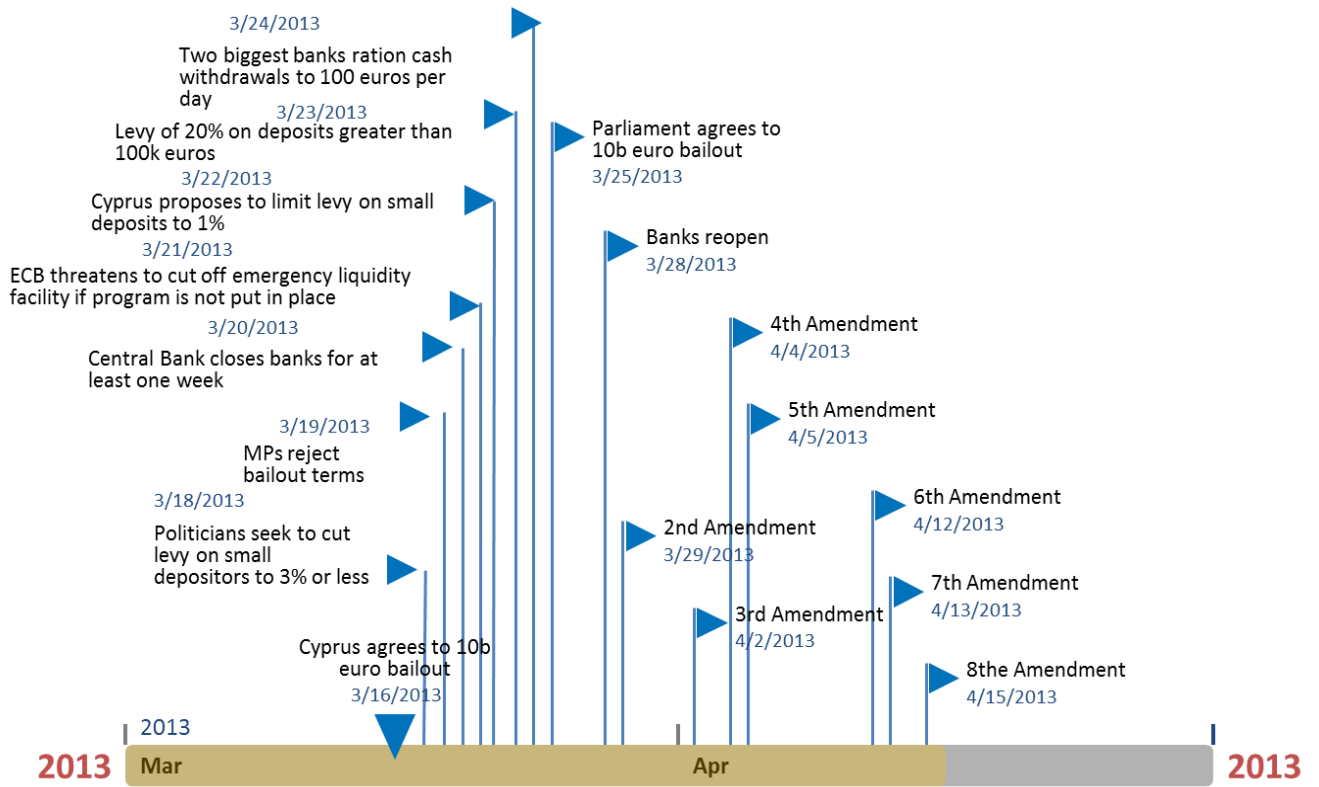 3/24/2013
Two biggest banks ration cash
withdrawals to 100 euros per
day
3/23/2013
Levy of 20% on deposits greater than
100k euros
3/22/2013
Cyprus proposes to limit levy on small
deposits to 1%
3/21/2013
ECB threatens to cut off emergency liquidity
facility if program is not put in place
3/20/2013
Central Bank closes banks for at
least one week
3/19/2013
MPs reject
bailout terms
3/18/2013
Politicians seek to cut
levy on small
depositors to 3% or less
Cyprus agrees to 10b
euro bailout
3/16/2013
Parliament agrees to
10b euro bailout
3/25/2013
Banks reopen
3/28/2013
4th Amendment
4/4/2013
5th Amendment
4/5/2013
6th Amendment
4/12/2013
2nd Amendment
3/29/2013
7th Amendment
4/13/2013
3rd Amendment
4/2/2013
8the Amendment
4/15/2013
2013
2013
Mar
Apr
2013